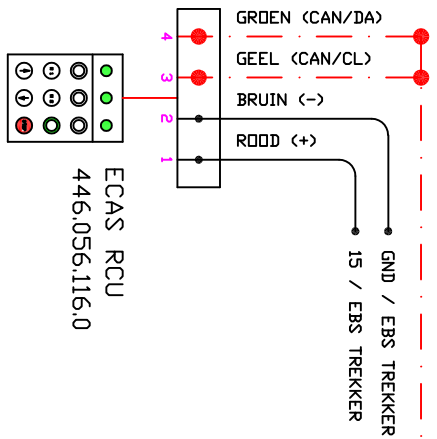 GROEN (CAN/DA)
4
GEEL (CAN/CL)
3
BRUIN (-)
2
ROOD (+)
1
ECAS RCU
446.056.116.0
GND / EBS TREKKER
15 / EBS TREKKER